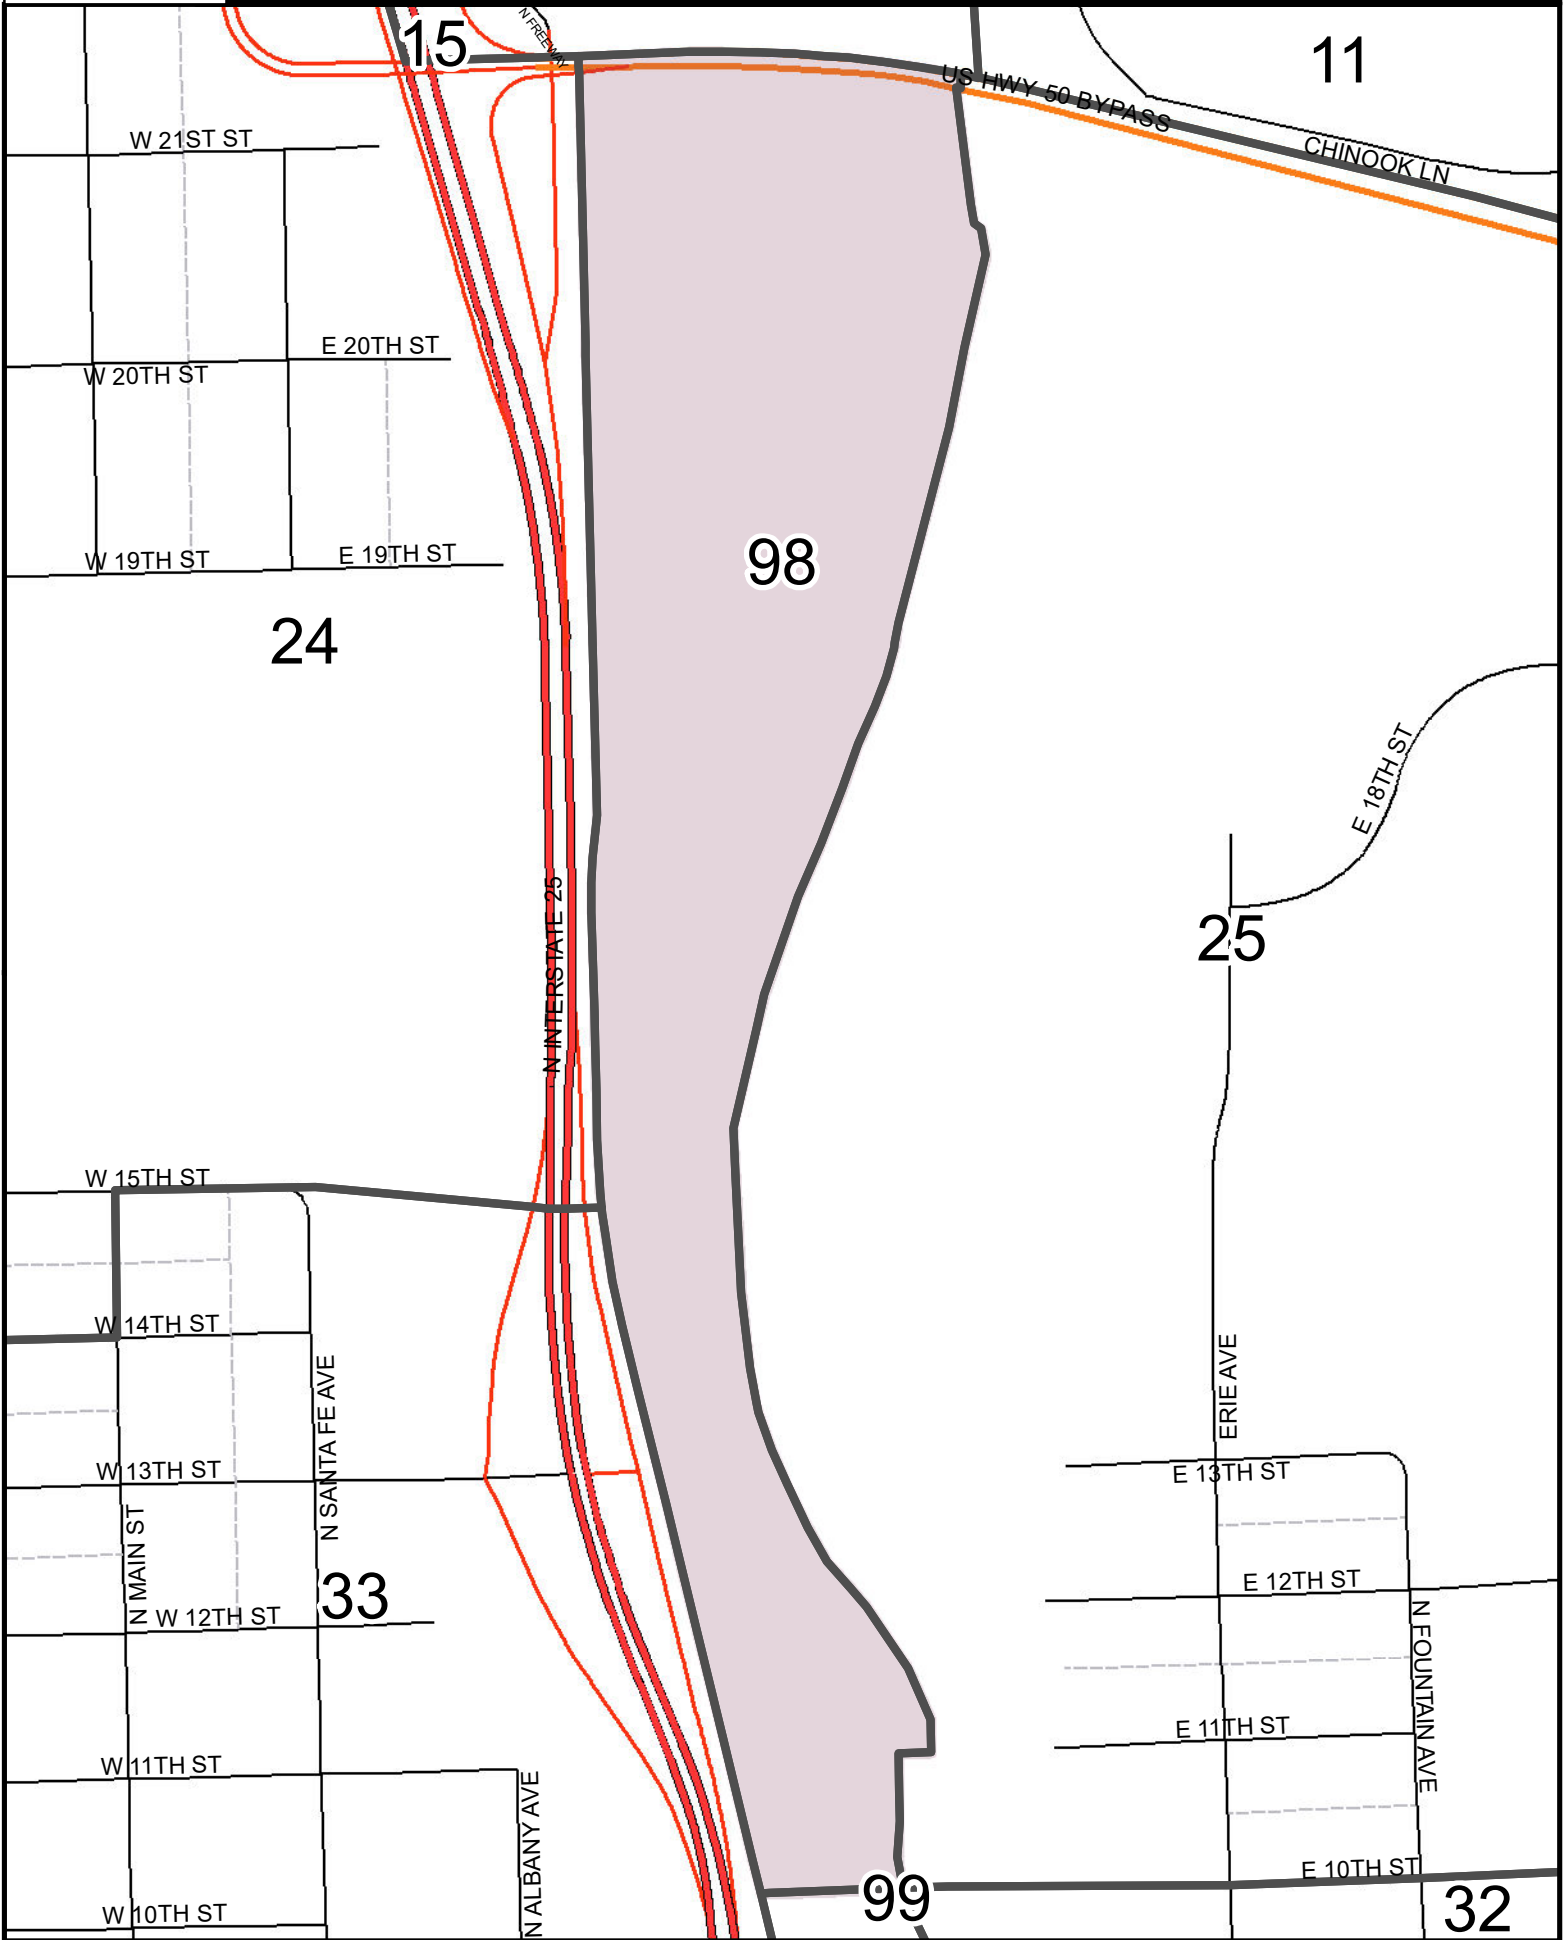 N FREEWAY
15
11
US HWY 50 BYPASS
CHINOOK LN
W 21ST ST
E 20TH ST
W 20TH ST
W 19TH ST
E 19TH ST
98
24
E 18TH ST
25
N INTERSTATE 25
W 15TH ST
W 14TH ST
N SANTA FE AVE
ERIE AVE
W 13TH ST
E 13TH ST
N MAIN ST
33
W 12TH ST
E 12TH ST
N FOUNTAIN AVE
E 11TH ST
W 11TH ST
N ALBANY AVE
E 10TH ST
99
32
W 10TH ST